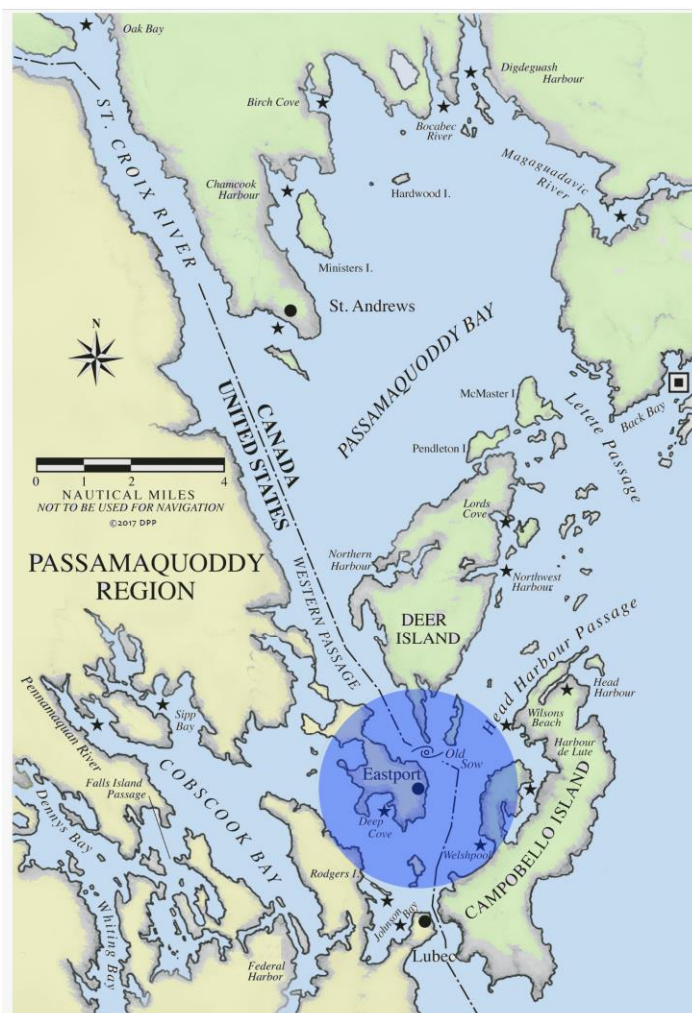 Oak Bay
Digdeguash
Harbour
Birch Cove
Bocabec
River
ST. CROIX RIVER
Magaguadavic
River
Chamcook
Harbour
Hardwood I.
Ministers I.
St. Andrews
N
PASSAMAQUODDY BAY
McMaster I
Letete Passage
Back Bay
CANADA
UNITED STATES
Pendleton I
0 2 4
NAUTICAL MILES
NOT TO BE USED FOR NAVIGATION
©2017 DPP
Lords
Cove
PASSAMAQUODDY
REGION
WESTERN PASSAGE
Northern
Harbour
Northwest
Harbour
DEER
ISLAND
Head Harbour Passage
Head
Harbour
Pennamaquan River
Sipp
Bay
Wilsons
Beach
Harbour
de Lute
Old
Sow
Falls Island
Passage
COBSCOOK BAY
Eastport
Deep
Cove
Dennys Bay
Welshpool
CAMPOBELLO ISLAND
Rodgers I.
Johnson
Bay
Whiting Bay
Lubec
Federal
Harbor